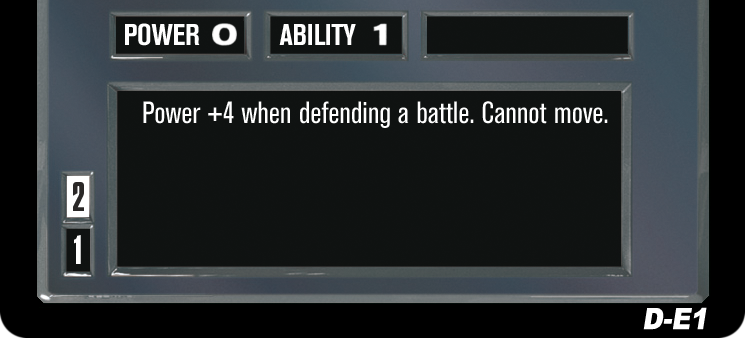 POWER 0 ABILITY 1
Power +4 when defending a battle. Cannot move.
2
1
D-E1